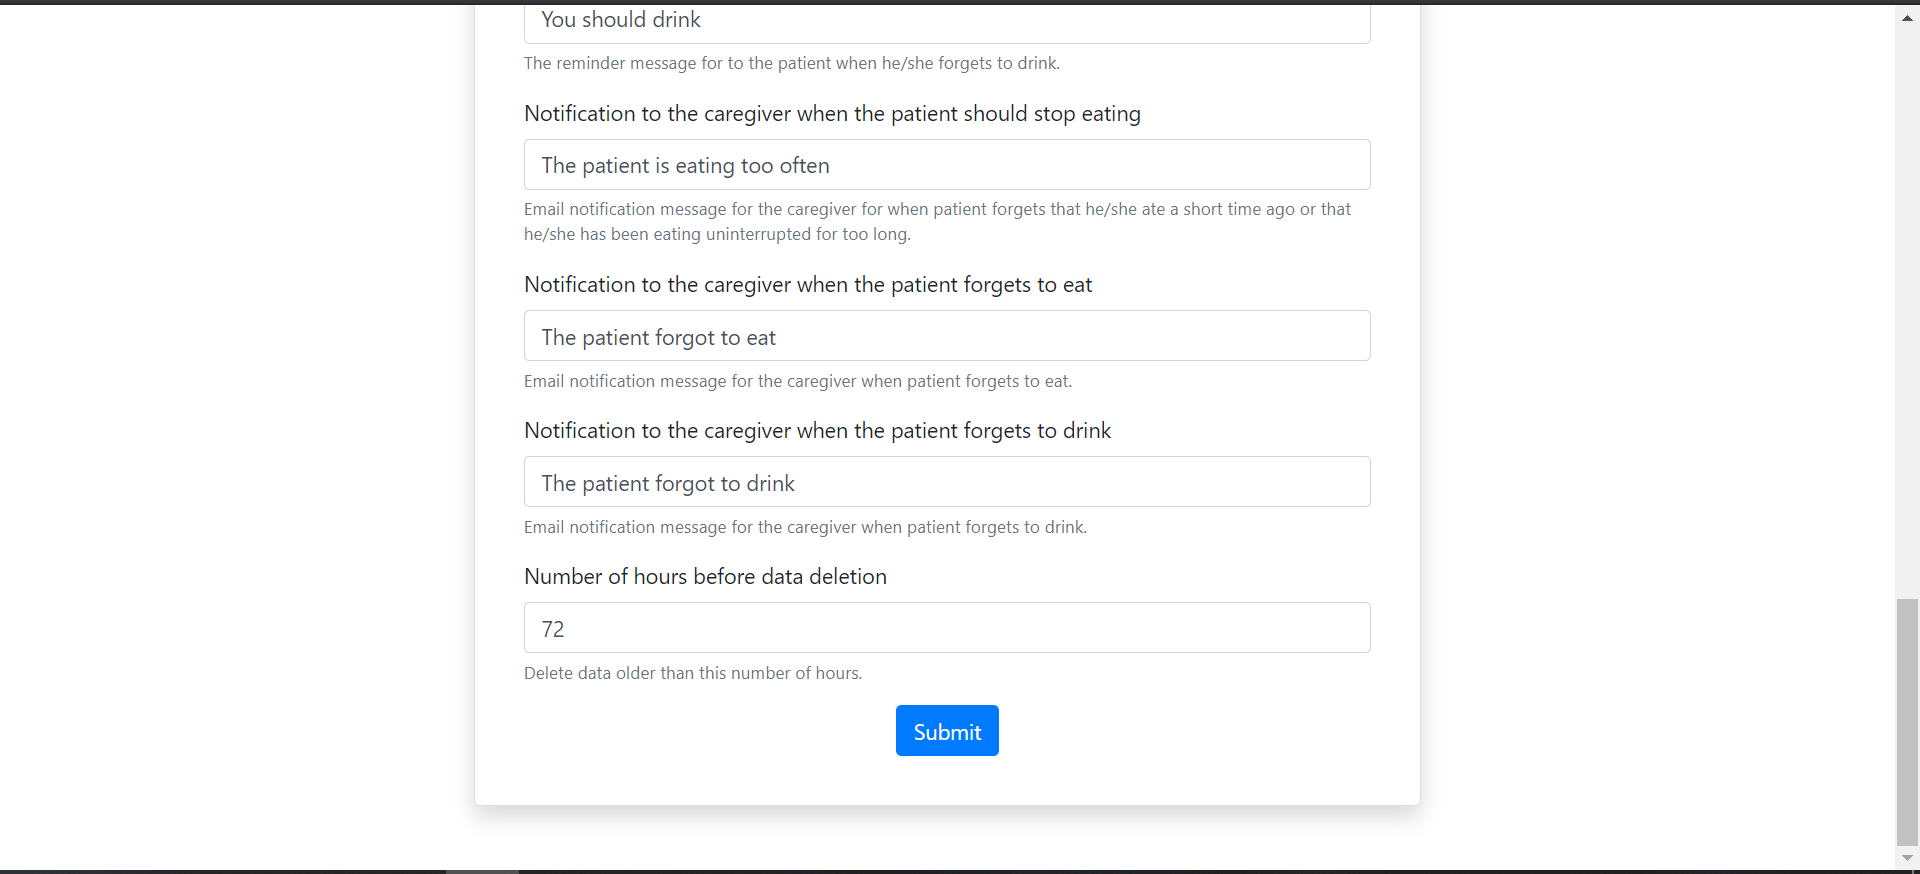 You should drink
The reminder message for to the patient when he/she forgets to drink.
Notification to the caregiver when the patient should stop eating
The patient is eating too often
Email notification message for the caregiver for when patient forgets that he/she ate a short time ago or that
he/she has been eating uninterrupted for too long.
Notification to the caregiver when the patient forgets to eat
The patient forgot to eat
Email notification message for the caregiver when patient forgets to eat.
Notification to the caregiver when the patient forgets to drink
The patient forgot to drink
Email notification message for the caregiver when patient forgets to drink.
Number of hours before data deletion
72
Delete data older than this number of hours.
Submit